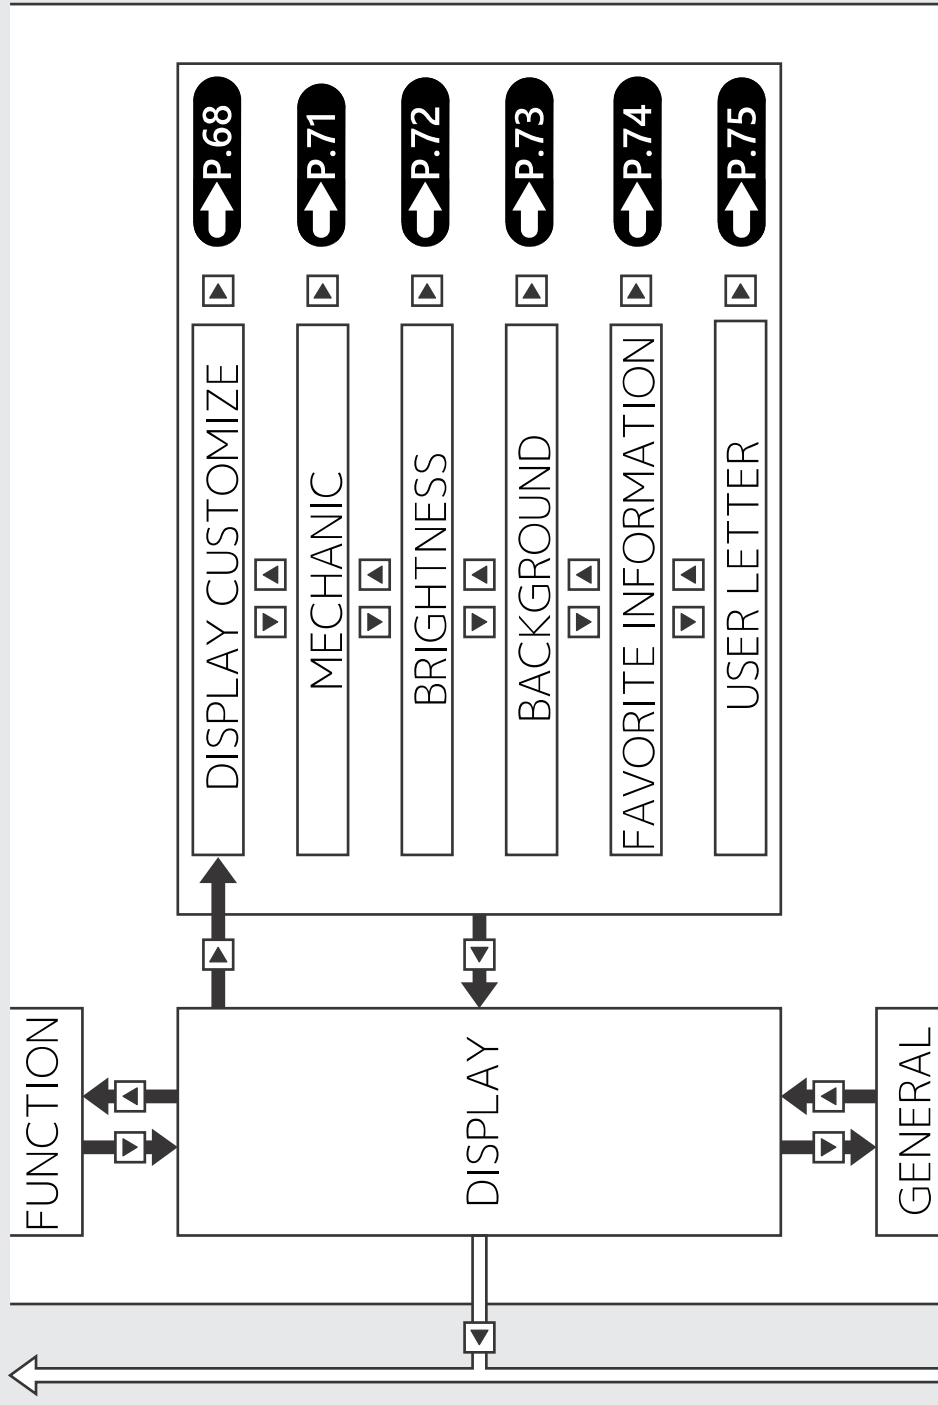 FUNCTION
DISPLAY
DISPLAY CUSTOMIZE
P.68
MECHANIC
P.71
BRIGHTNESS
P.72
BACKGROUND
P.73
FAVORITE INFORMATION
P.74
USER LETTER
P.75
GENERAL